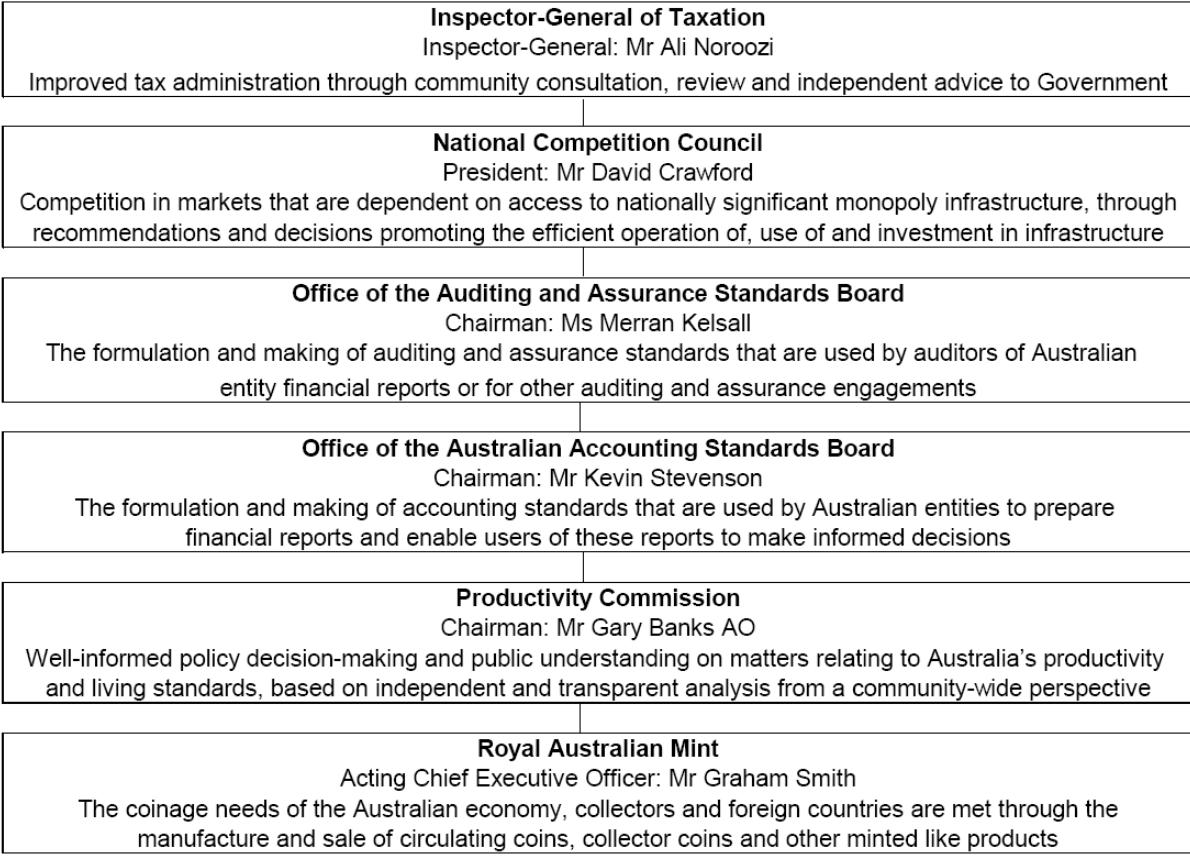 Inspector-General of Taxation
Inspector-General: Mr Ali Noroozi
Improved tax administration through community consultation, review and independent advice to Government
National Competition Council
President: Mr David Crawford
Competition in markets that are dependent on access to nationally significant monopoly infrastructure, through
recommendations and decisions promoting the efficient operation of, use of and investment in infrastructure
Office of the Auditing and Assurance Standards Board
Chairman: Ms Merran Kelsall
The formulation and making of auditing and assurance standards that are used by auditors of Australian
entity financial reports or for other auditing and assurance engagements
Office of the Australian Accounting Standards Board
Chairman: Mr Kevin Stevenson
The formulation and making of accounting standards that are used by Australian entities to prepare
financial reports and enable users of these reports to make informed decisions
Productivity Commission
Chairman: Mr Gary Banks AO
Well-informed policy decision-making and public understanding on matters relating to Australia's productivity
and living standards, based on independent and transparent analysis from a community-wide perspective
Royal Australian Mint
Acting Chief Executive Officer: Mr Graham Smith
The coinage needs of the Australian economy, collectors and foreign countries are met through the
manufacture and sale of circulating coins, collector coins and other minted like products